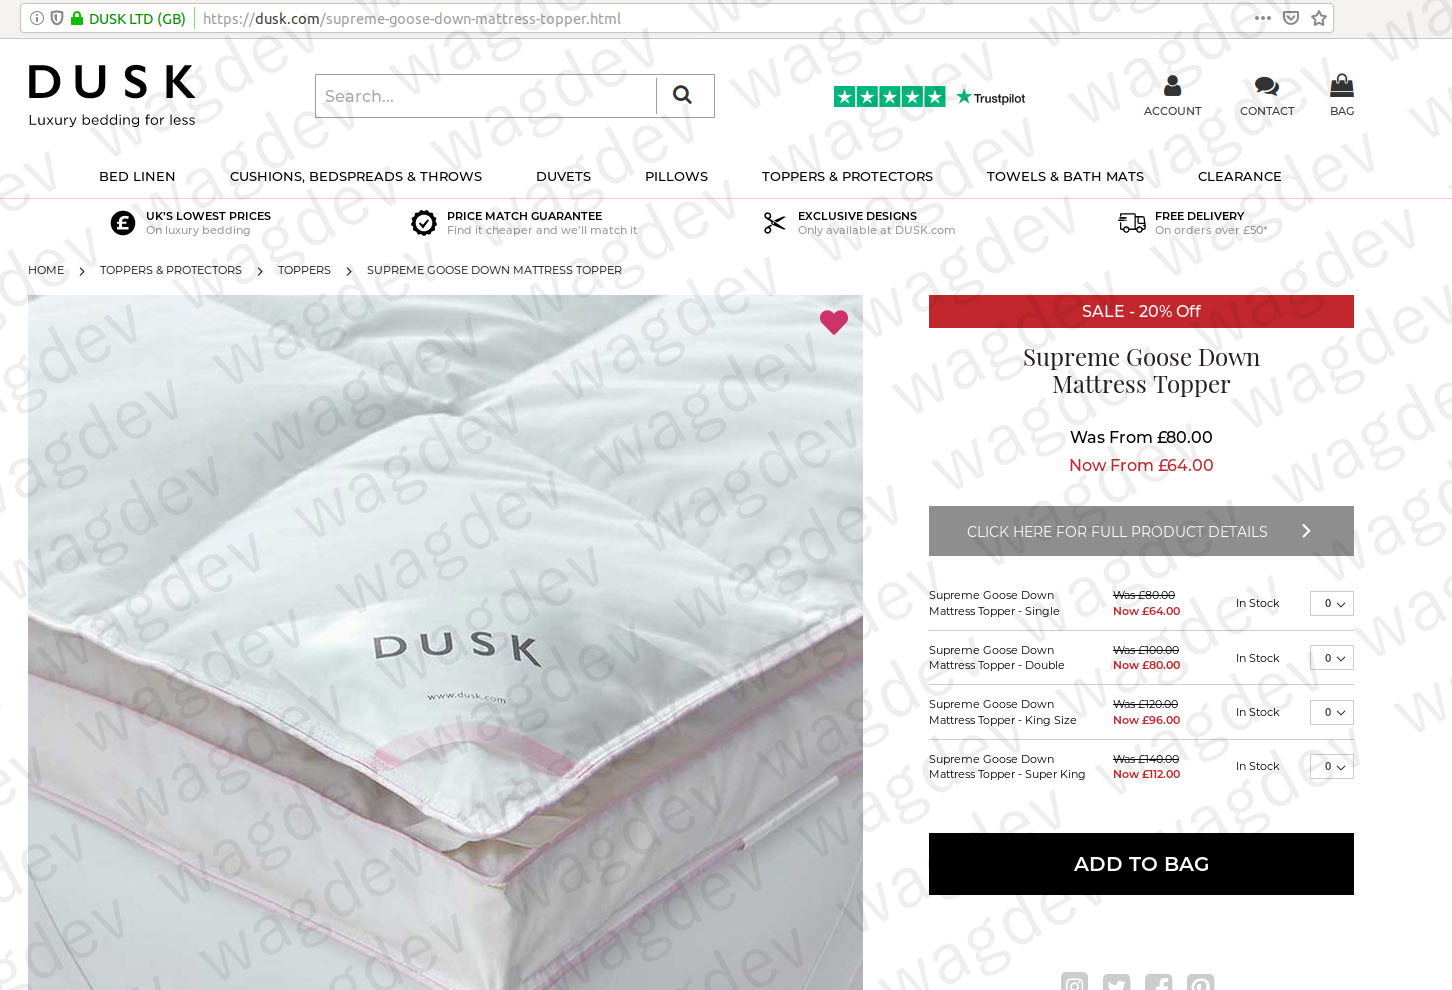 DUSK LTD (GB) https://dusk.com/supreme-goose-down-mattress-topper.html
DUSK
Luxury bedding for less
Search...
Trustpilot
ACCOUNT
CONTACT
BAG
BED LINEN
CUSHIONS, BEDSPREADS & THROWS
DUVETS
PILLOWS
TOPPERS & PROTECTORS
TOWELS & BATH MATS
CLEARANCE
UK'S LOWEST PRICES
On luxury bedding
PRICE MATCH GUARANTEE
Find it cheaper and we'll match it
EXCLUSIVE DESIGNS
Only available at DUSK.com
FREE DELIVERY
On orders over £50*
HOME > TOPPERS & PROTECTORS > TOPPERS > SUPREME GOOSE DOWN MATTRESS TOPPER
DUSK
www.dusk.com
SALE - 20% Off
Supreme Goose Down
Mattress Topper
Was From £80.00
Now From £64.00
CLICK HERE FOR FULL PRODUCT DETAILS
Supreme Goose Down
Mattress Topper - Single
Was £80.00
Now £64.00
In Stock
0
Supreme Goose Down
Mattress Topper - Double
Was £100.00
Now £80.00
In Stock
0
Supreme Goose Down
Mattress Topper - King Size
Was £120.00
Now £96.00
In Stock
0
Supreme Goose Down
Mattress Topper - Super King
Was £140.00
Now £112.00
In Stock
0
ADD TO BAG
wagdev